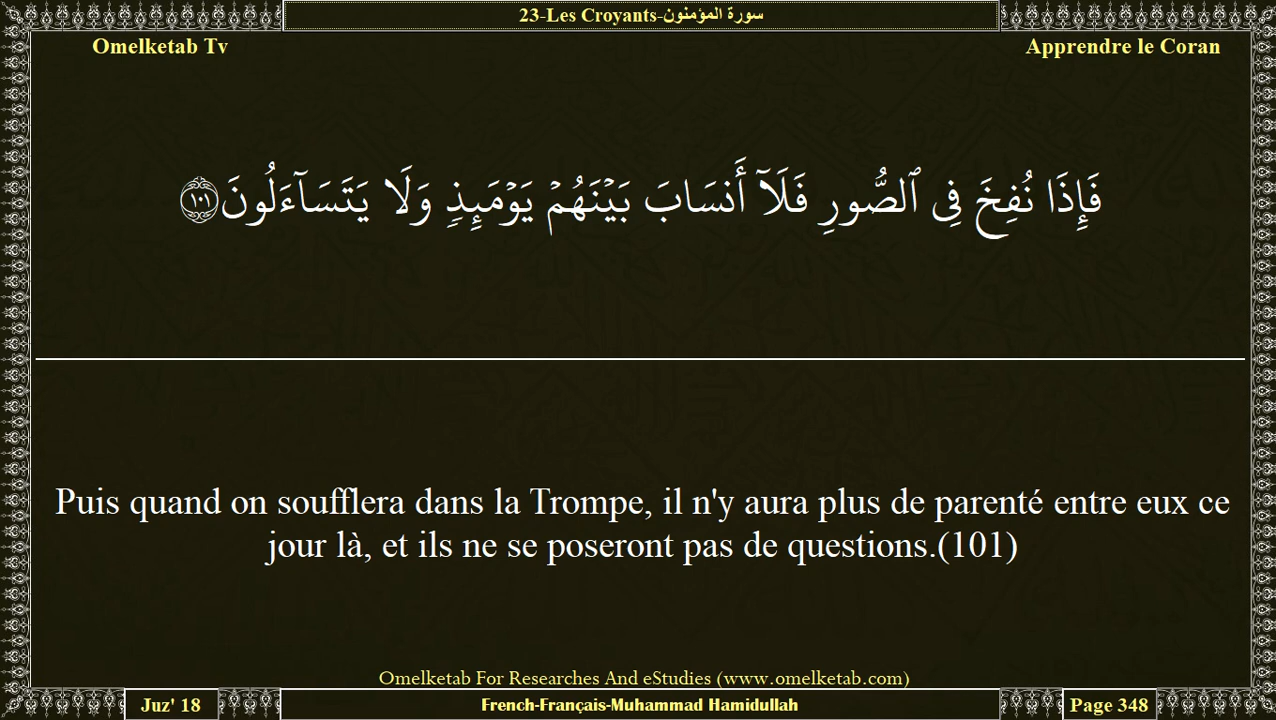 23-Les Croyants-سورة المؤمنون
Omelketab Tv
Apprendre le Coran
فَإِذَا نُفِخَ فِى ٱلصُّورِ فَلَآ أَنسَابَ بَيْنَهُمْ يَوْمَئِذٍ وَلَا يَتَسَآءَلُونَ ١٠١
Puis quand on soufflera dans la Trompe, il n'y aura plus de parenté entre eux ce
jour là, et ils ne se poseront pas de questions.(101)
Omelketab For Researches And eStudies (www.omelketab.com)
Juz' 18
French-Français-Muhammad Hamidullah
Page 348